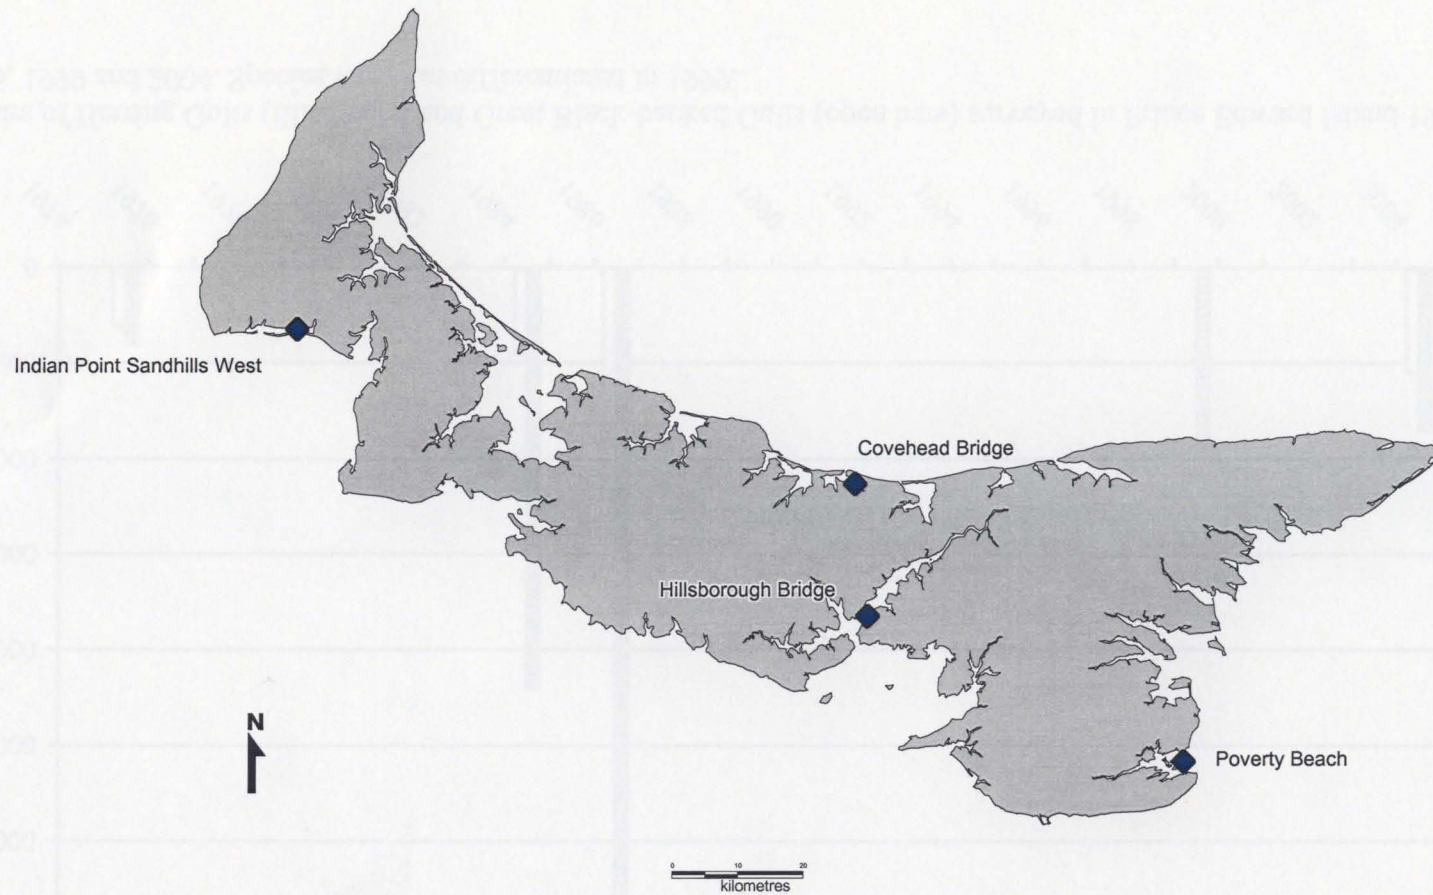 Indian Point Sandhills West
Covehead Bridge
Hillsborough Bridge
N
Poverty Beach
0 10 20
kilometres